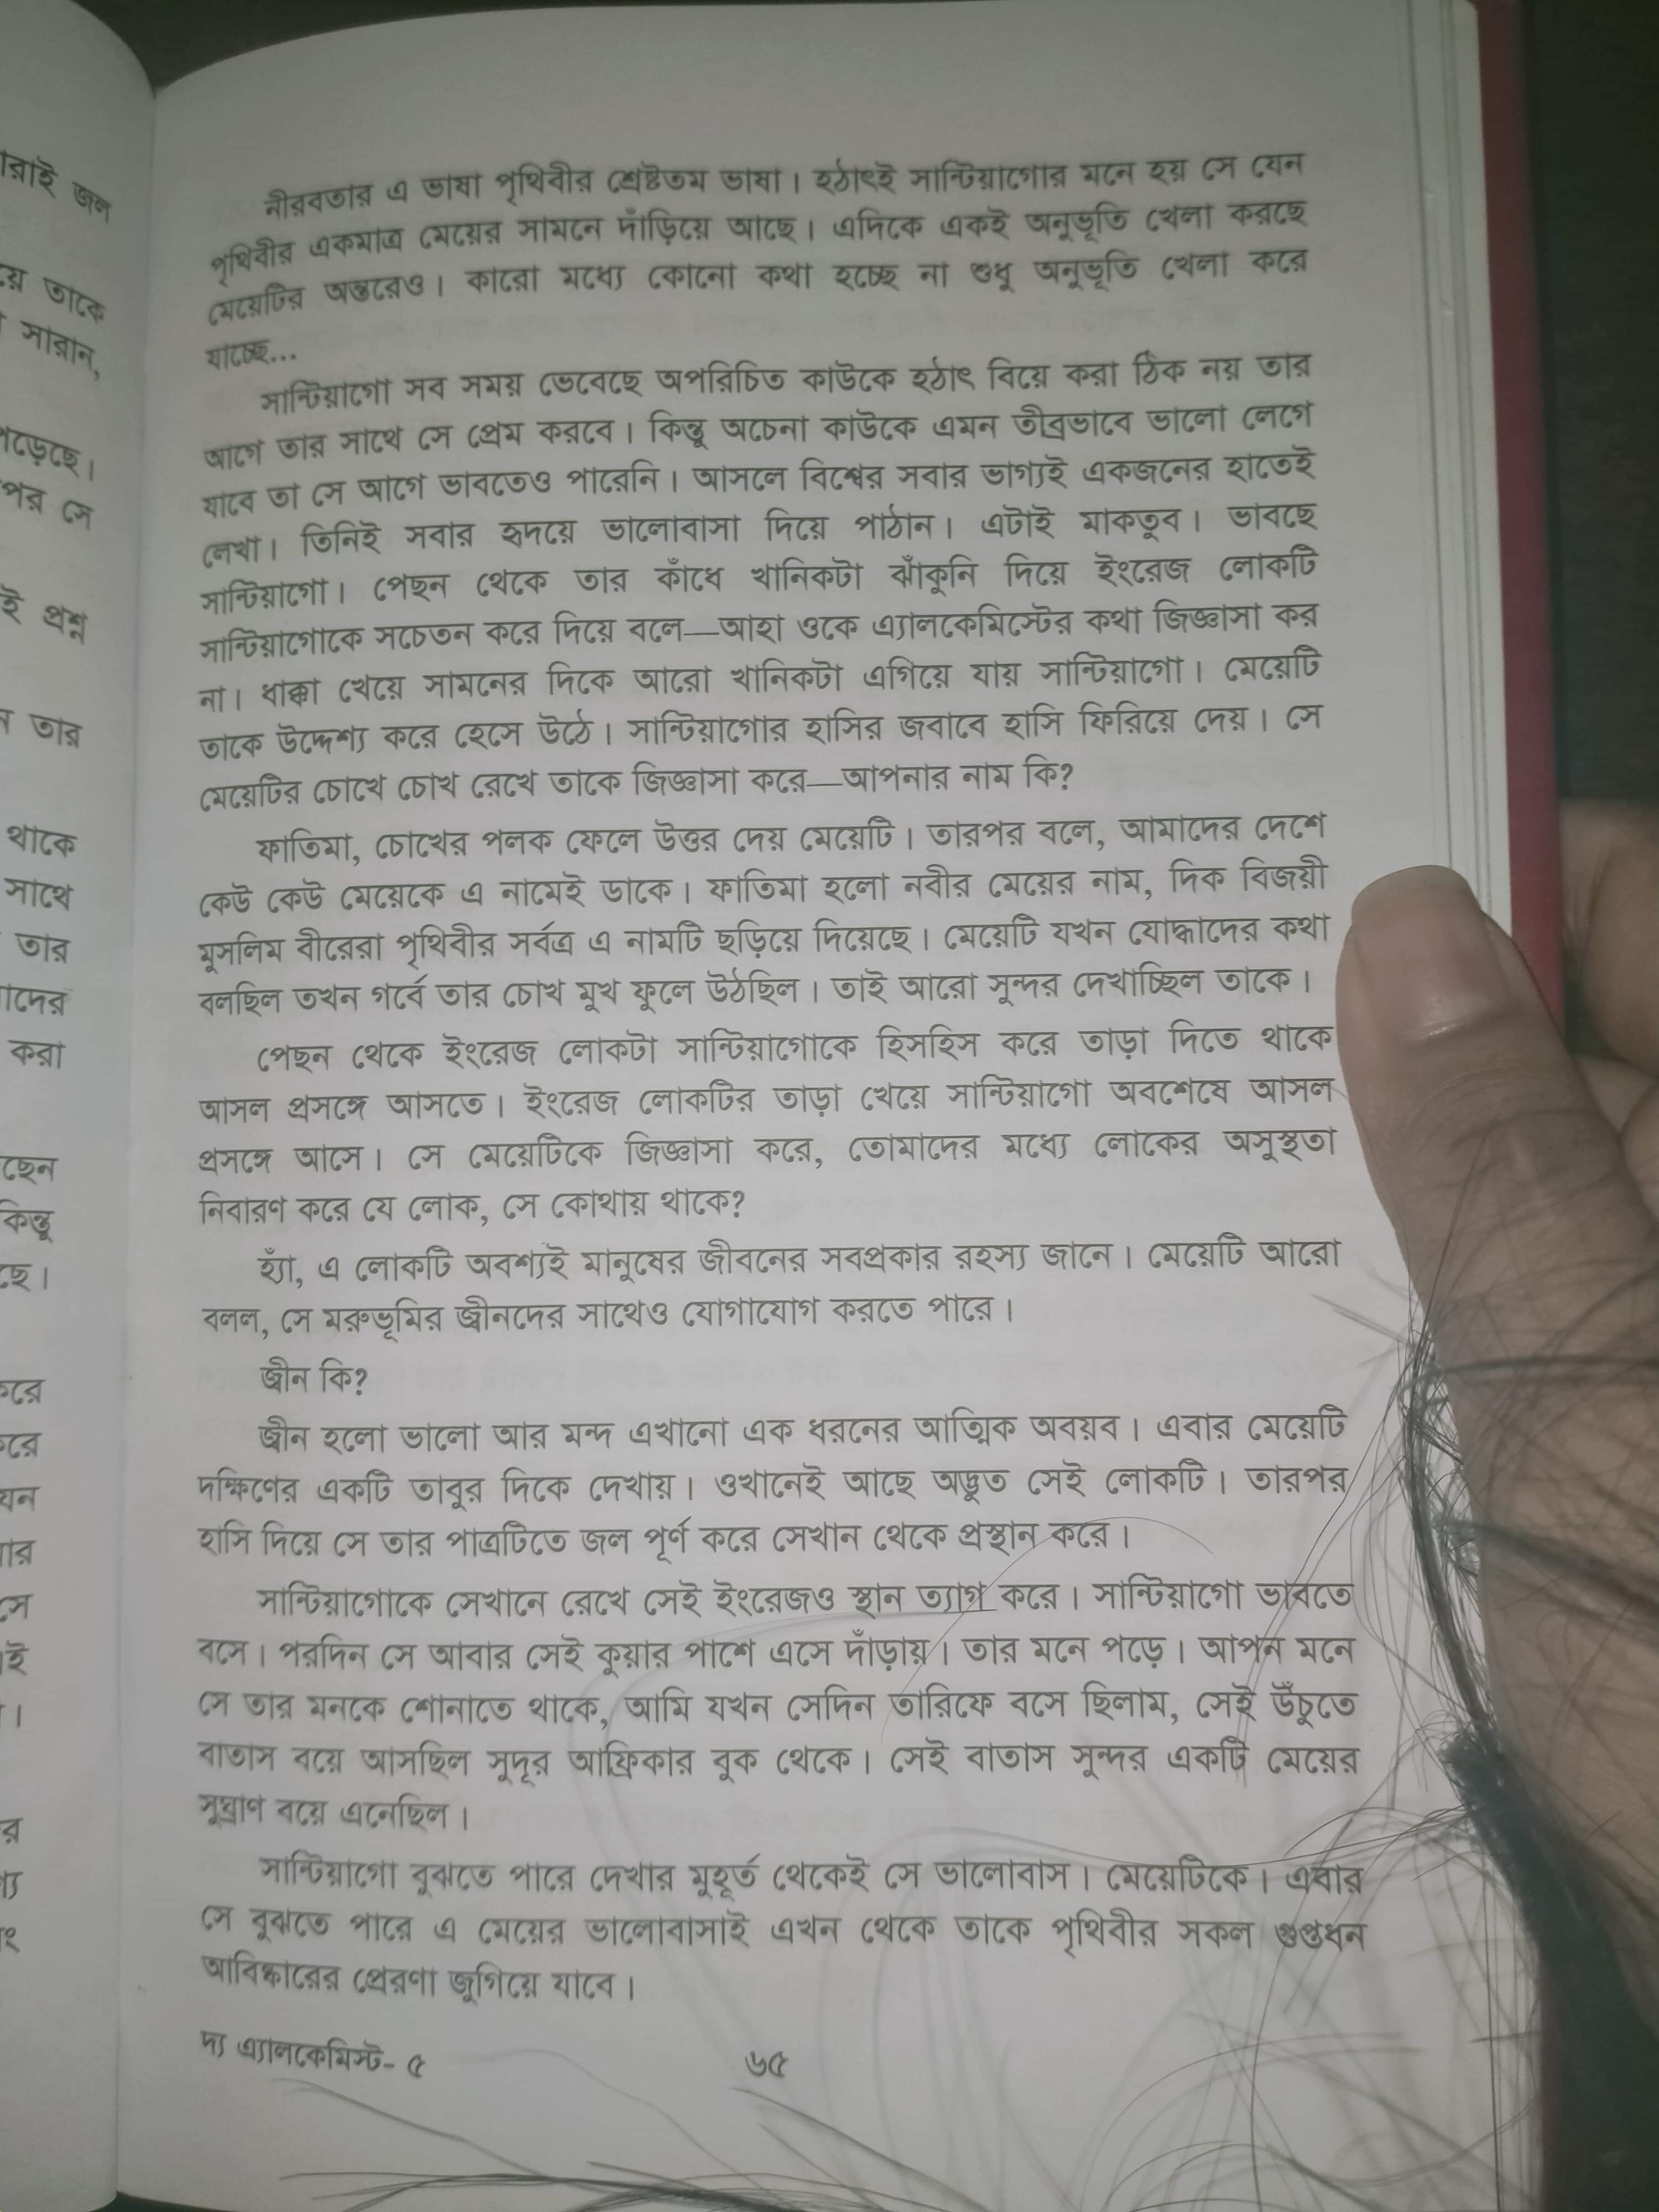 নীরবতার এ ভাষা পৃথিবীর শ্রেষ্টতম ভাষা। হঠাৎই সান্টিয়াগোর মনে হয় সে যেন
পৃথিবীর একমাত্র মেয়ের সামনে দাঁড়িয়ে আছে। এদিকে একই অনুভূতি খেলা করছে
মেয়েটির অন্তরেও। কারো মধ্যে কোনো কথা হচ্ছে না শুধু অনুভূতি খেলা করে
যাচ্ছে...
সান্টিয়াগো সব সময় ভেবেছে অপরিচিত কাউকে হঠাৎ বিয়ে করা ঠিক নয় তার
আগে তার সাথে সে প্রেম করবে। কিন্তু অচেনা কাউকে এমন তীব্রভাবে ভালো লেগে
যাবে তা সে আগে ভাবতেও পারেনি। আসলে বিশ্বের সবার ভাগ্যই একজনের হাতেই
লেখা। তিনিই সবার হৃদয়ে ভালোবাসা দিয়ে পাঠান। এটাই মাকতুব। ভাবছে
সান্টিয়াগো। পেছন থেকে তার কাঁধে খানিকটা ঝাঁকুনি দিয়ে ইংরেজ লোকটি
সান্টিয়াগোকে সচেতন করে দিয়ে বলে—আহা ওকে এ্যালকেমিস্টের কথা জিজ্ঞাসা কর
না। ধাক্কা খেয়ে সামনের দিকে আরো খানিকটা এগিয়ে যায় সান্টিয়াগো। মেয়েটি
তাকে উদ্দেশ্য করে হেসে উঠে। সান্টিয়াগোর হাসির জবাবে হাসি ফিরিয়ে দেয়। সে
মেয়েটির চোখে চোখ রেখে তাকে জিজ্ঞাসা করে—আপনার নাম কি?
ফাতিমা, চোখের পলক ফেলে উত্তর দেয় মেয়েটি। তারপর বলে, আমাদের দেশে
কেউ কেউ মেয়েকে এ নামেই ডাকে। ফাতিমা হলো নবীর মেয়ের নাম, দিক বিজয়ী
মুসলিম বীরেরা পৃথিবীর সর্বত্র এ নামটি ছড়িয়ে দিয়েছে। মেয়েটি যখন যোদ্ধাদের কথা
বলছিল তখন গর্বে তার চোখ মুখ ফুলে উঠছিল। তাই আরো সুন্দর দেখাচ্ছিল তাকে।
পেছন থেকে ইংরেজ লোকটা সান্টিয়াগোকে হিসহিস করে তাড়া দিতে থাকে
আসল প্রসঙ্গে আসতে। ইংরেজ লোকটির তাড়া খেয়ে সান্টিয়াগো অবশেষে আসল
প্রসঙ্গে আসে। সে মেয়েটিকে জিজ্ঞাসা করে, তোমাদের মধ্যে লোকের অসুস্থতা
নিবারণ করে যে লোক, সে কোথায় থাকে?
হ্যাঁ, এ লোকটি অবশ্যই মানুষের জীবনের সবপ্রকার রহস্য জানে। মেয়েটি আরো
বলল, সে মরুভূমির জ্বীনদের সাথেও যোগাযোগ করতে পারে।
জ্বীন কি?
জ্বীন হলো ভালো আর মন্দ এখানো এক ধরনের আত্মিক অবয়ব। এবার মেয়েটি
দক্ষিণের একটি তাবুর দিকে দেখায়। ওখানেই আছে অদ্ভুত সেই লোকটি। তারপর
হাসি দিয়ে সে তার পাত্রটিতে জল পূর্ণ করে সেখান থেকে প্রস্থান করে।
সান্টিয়াগোকে সেখানে রেখে সেই ইংরেজও স্থান ত্যাগ করে। সান্টিয়াগো ভাবতে
বসে। পরদিন সে আবার সেই কুয়ার পাশে এসে দাঁড়ায়। তার মনে পড়ে। আপন মনে
সে তার মনকে শোনাতে থাকে, আমি যখন সেদিন তারিফে বসে ছিলাম, সেই উঁচুতে
বাতাস বয়ে আসছিল সুদূর আফ্রিকার বুক থেকে। সেই বাতাস সুন্দর একটি মেয়ের
সুঘ্রাণ বয়ে এনেছিল।
সান্টিয়াগো বুঝতে পারে দেখার মুহূর্ত থেকেই সে ভালোবাস। মেয়েটিকে। এবার
সে বুঝতে পারে এ মেয়ের ভালোবাসাই এখন থেকে তাকে পৃথিবীর সকল গুপ্তধন
আবিষ্কারের প্রেরণা জুগিয়ে যাবে।
দ্য এ্যালকেমিস্ট- ৫
৬৫